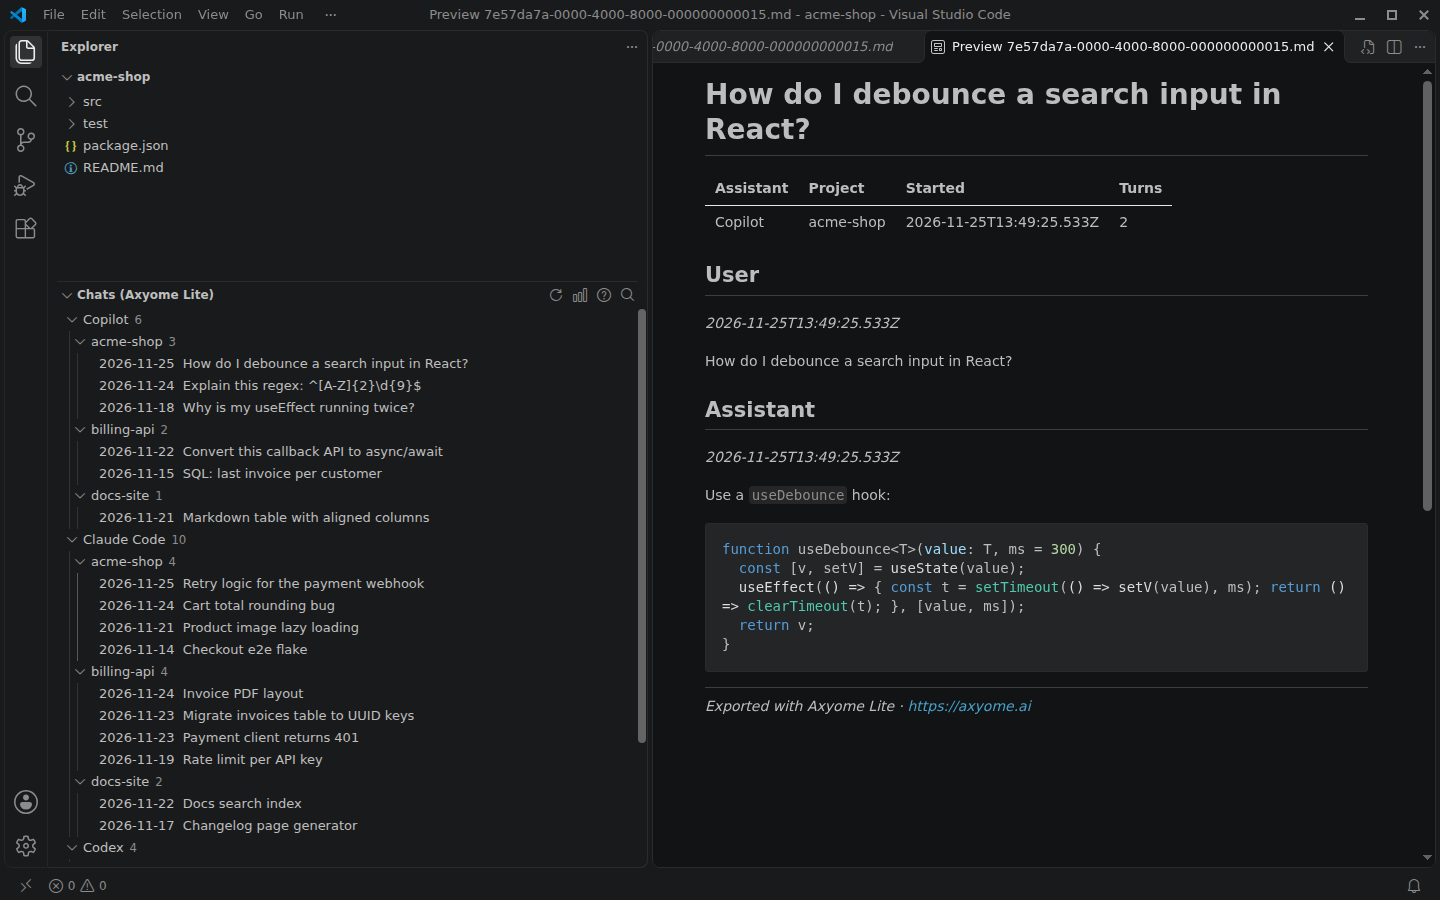 File Edit Selection View Go Run ···
Preview 7e57da7a-0000-4000-8000-000000000015.md - acme-shop - Visual Studio Code
Explorer
acme-shop
src
test
package.json
README.md
Chats (Axyome Lite)
Copilot 6
acme-shop 3
2026-11-25 How do I debounce a search input in React?
2026-11-24 Explain this regex: ^[A-Z]{2}\d{9}$
2026-11-18 Why is my useEffect running twice?
billing-api 2
2026-11-22 Convert this callback API to async/await
2026-11-15 SQL: last invoice per customer
docs-site 1
2026-11-21 Markdown table with aligned columns
Claude Code 10
acme-shop 4
2026-11-25 Retry logic for the payment webhook
2026-11-24 Cart total rounding bug
2026-11-21 Product image lazy loading
2026-11-14 Checkout e2e flake
billing-api 4
2026-11-24 Invoice PDF layout
2026-11-23 Migrate invoices table to UUID keys
2026-11-23 Payment client returns 401
2026-11-19 Rate limit per API key
docs-site 2
2026-11-22 Docs search index
2026-11-17 Changelog page generator
Codex 4
-0000-4000-8000-000000000015.md
Preview 7e57da7a-0000-4000-8000-000000000015.md
How do I debounce a search input in
React?
Assistant Project Started Turns
Copilot acme-shop 2026-11-25T13:49:25.533Z 2
User
2026-11-25T13:49:25.533Z
How do I debounce a search input in React?
Assistant
2026-11-25T13:49:25.533Z
Use a useDebounce hook:
function useDebounce<T>(value: T, ms = 300) {
const [v, setV] = useState(value);
useEffect(() => { const t = setTimeout(() => setV(value), ms); return ()
=> clearTimeout(t); }, [value, ms]);
return v;
}
Exported with Axyome Lite · https://axyome.ai
0 0